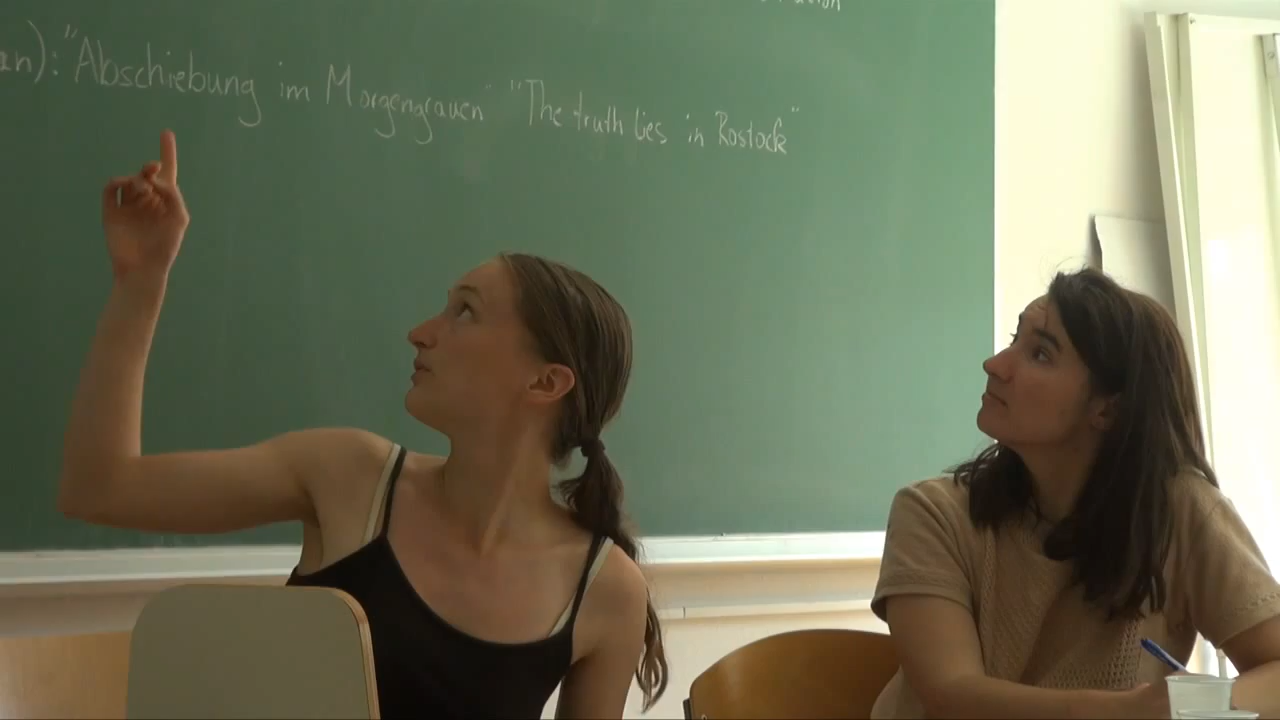 an): "Abschiebung im Morgengrauen" "The truth lies in Rostock"